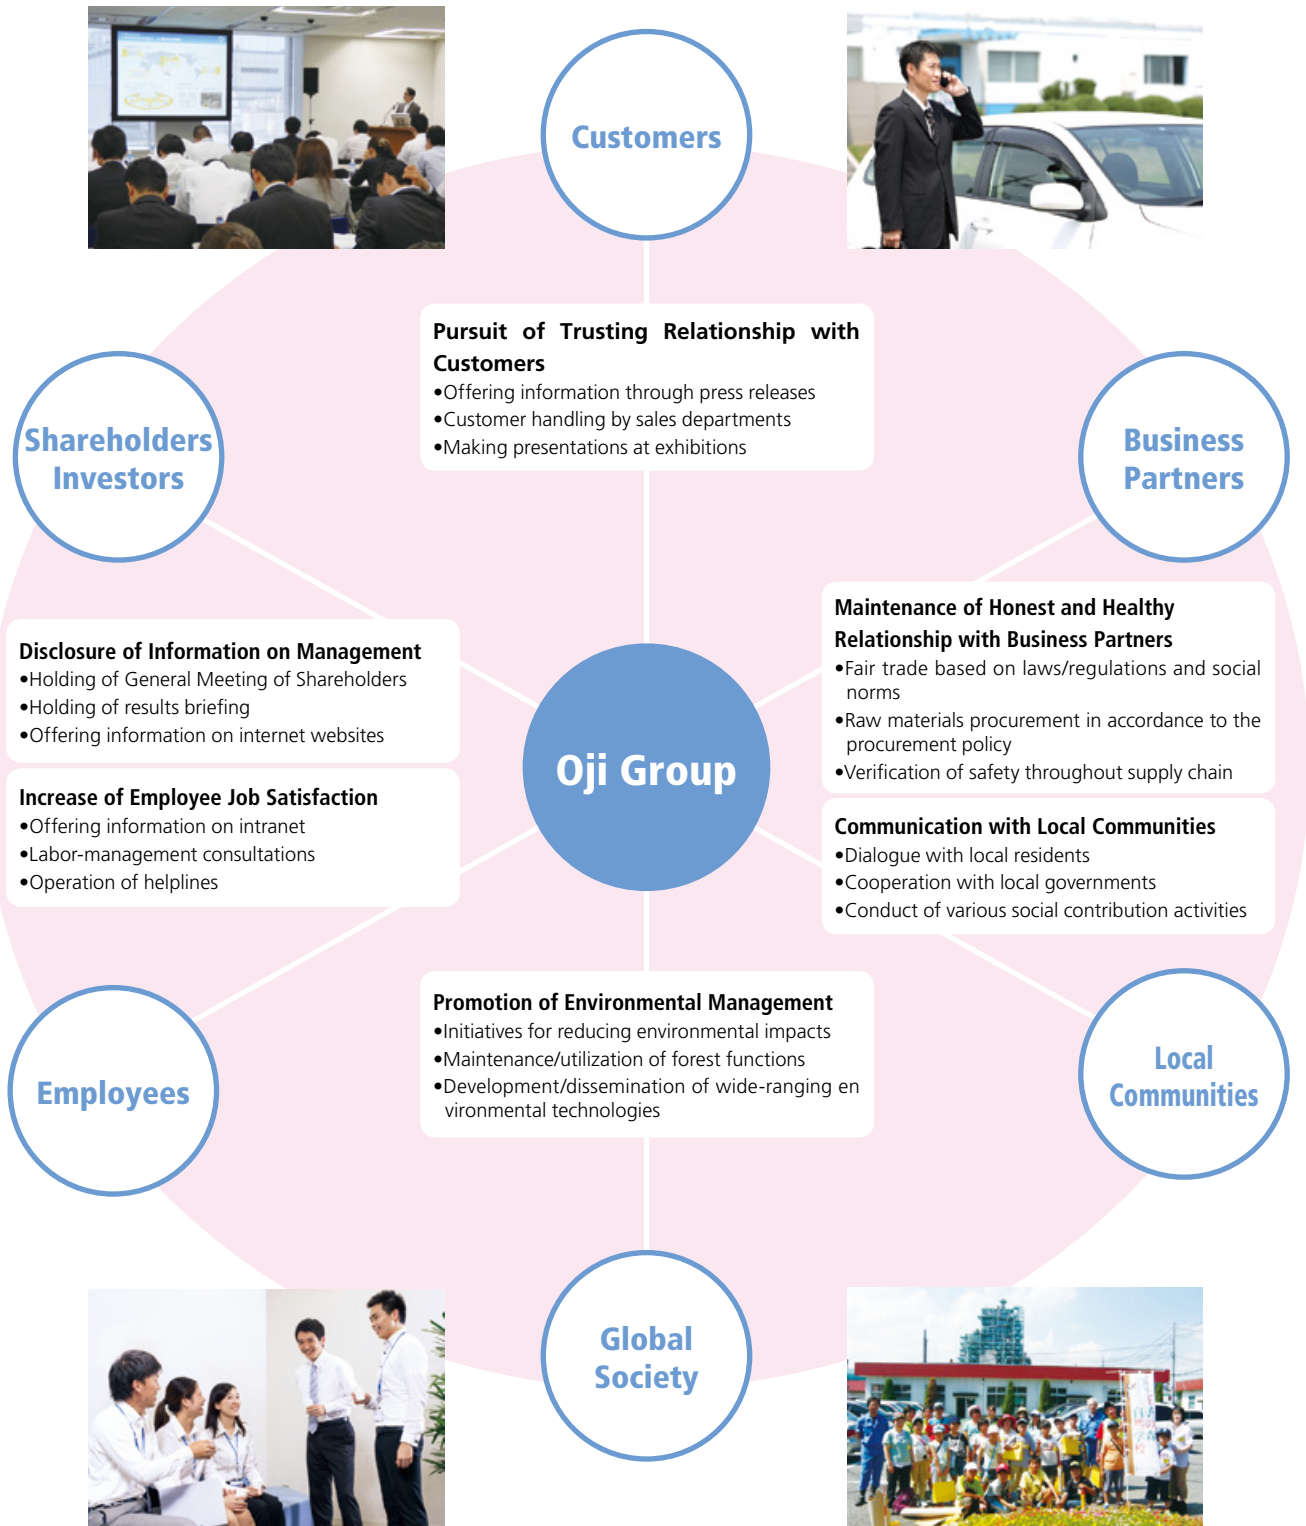 Customers
Pursuit of Trusting Relationship with
Customers
•Offering information through press releases
•Customer handling by sales departments
•Making presentations at exhibitions
Shareholders
Investors
Business
Partners
Disclosure of Information on Management
•Holding of General Meeting of Shareholders
•Holding of results briefing
•Offering information on internet websites
Maintenance of Honest and Healthy
Relationship with Business Partners
•Fair trade based on laws/regulations and social
norms
•Raw materials procurement in accordance to the
procurement policy
•Verification of safety throughout supply chain
Oji Group
Increase of Employee Job Satisfaction
•Offering information on intranet
•Labor-management consultations
•Operation of helplines
Communication with Local Communities
•Dialogue with local residents
•Cooperation with local governments
•Conduct of various social contribution activities
Promotion of Environmental Management
•Initiatives for reducing environmental impacts
•Maintenance/utilization of forest functions
•Development/dissemination of wide-ranging en
vironmental technologies
Employees
Local
Communities
Global
Society